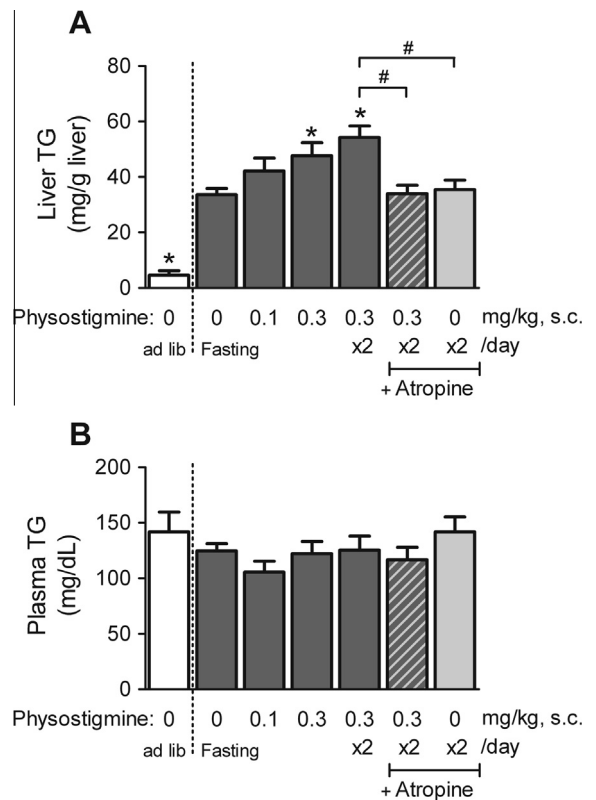 A
#
#
80
60
40
20
0
Liver TG
(mg/g liver)
*
*
*
Physostigmine: 0 0 0.1 0.3 0.3 0.3 0 mg/kg, s.c.
ad lib Fasting x2 x2 x2 /day
+ Atropine
B
200
150
100
50
0
Plasma TG
(mg/dL)
Physostigmine: 0 0 0.1 0.3 0.3 0.3 0 mg/kg, s.c.
ad lib Fasting x2 x2 x2 /day
+ Atropine